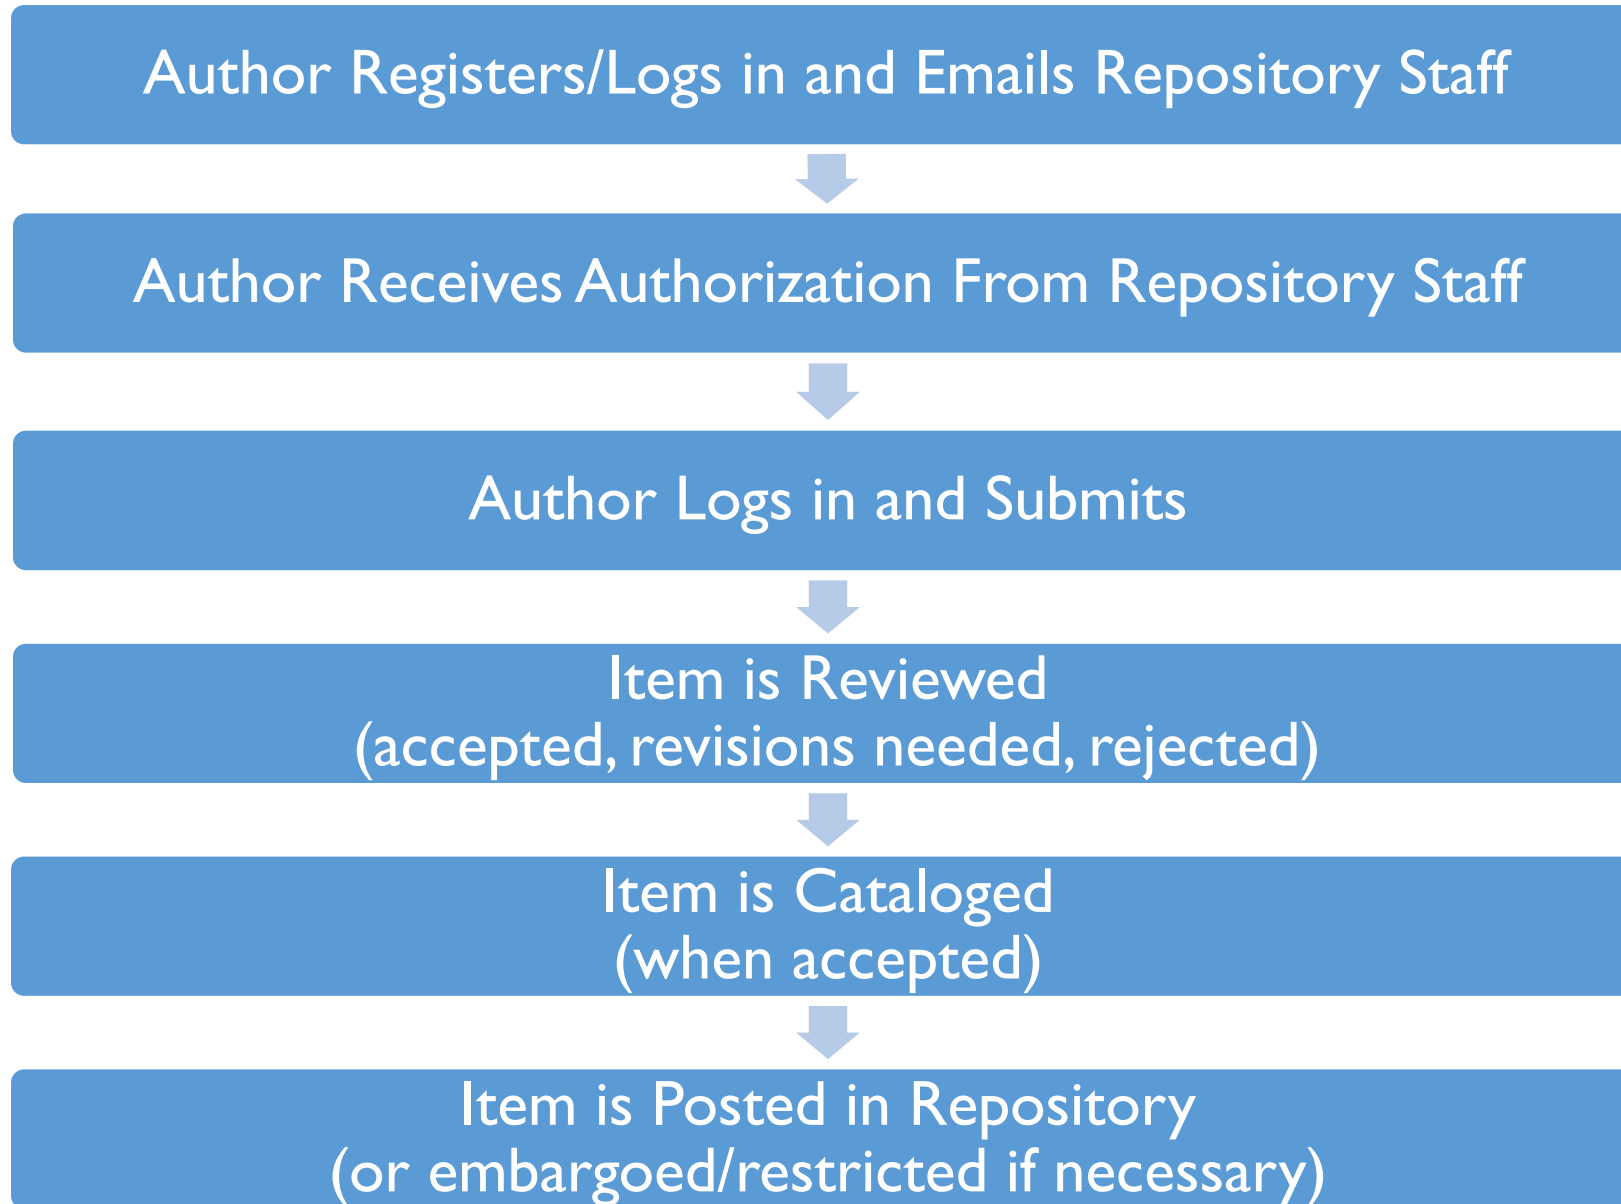 Author Registers/Logs in and Emails Repository Staff
Author Receives Authorization From Repository Staff
Author Logs in and Submits
Item is Reviewed
(accepted, revisions needed, rejected)
Item is Cataloged
(when accepted)
Item is Posted in Repository
(or embargoed/restricted if necessary)